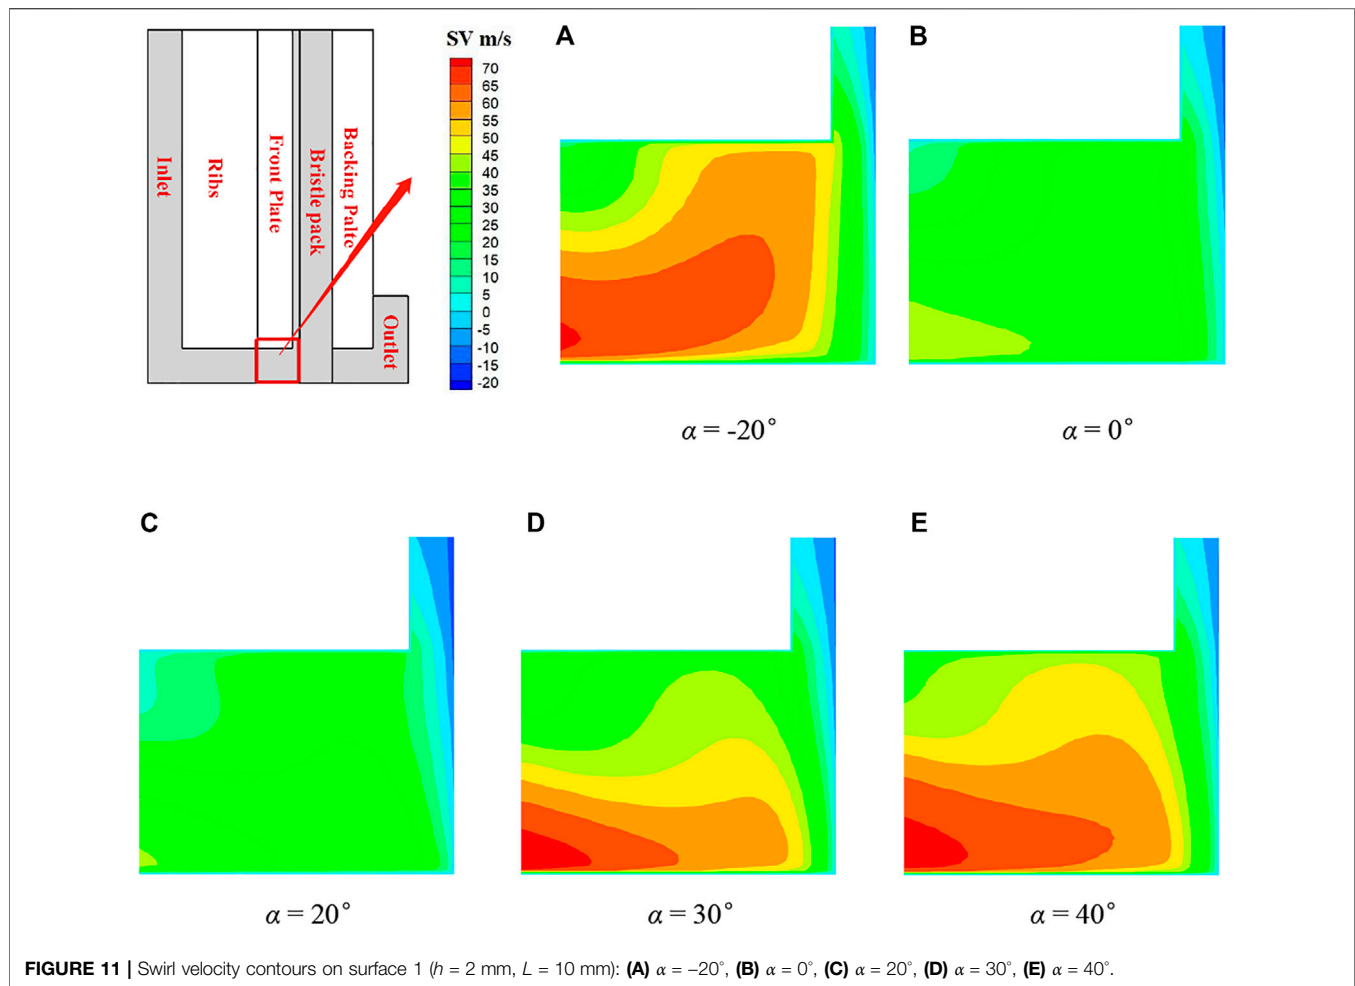 Inlet
Ribs
Front Plate
Bristle pack
Backing Palte
Outlet
SV m/s
70
65
60
55
50
45
40
35
30
25
20
15
10
5
0
-5
-10
-15
-20
A
α = -20°
B
α = 0°
C
α = 20°
D
α = 30°
E
α = 40°
FIGURE 11 | Swirl velocity contours on surface 1 (h = 2 mm, L = 10 mm): (A) α = −20°, (B) α = 0°, (C) α = 20°, (D) α = 30°, (E) α = 40°.